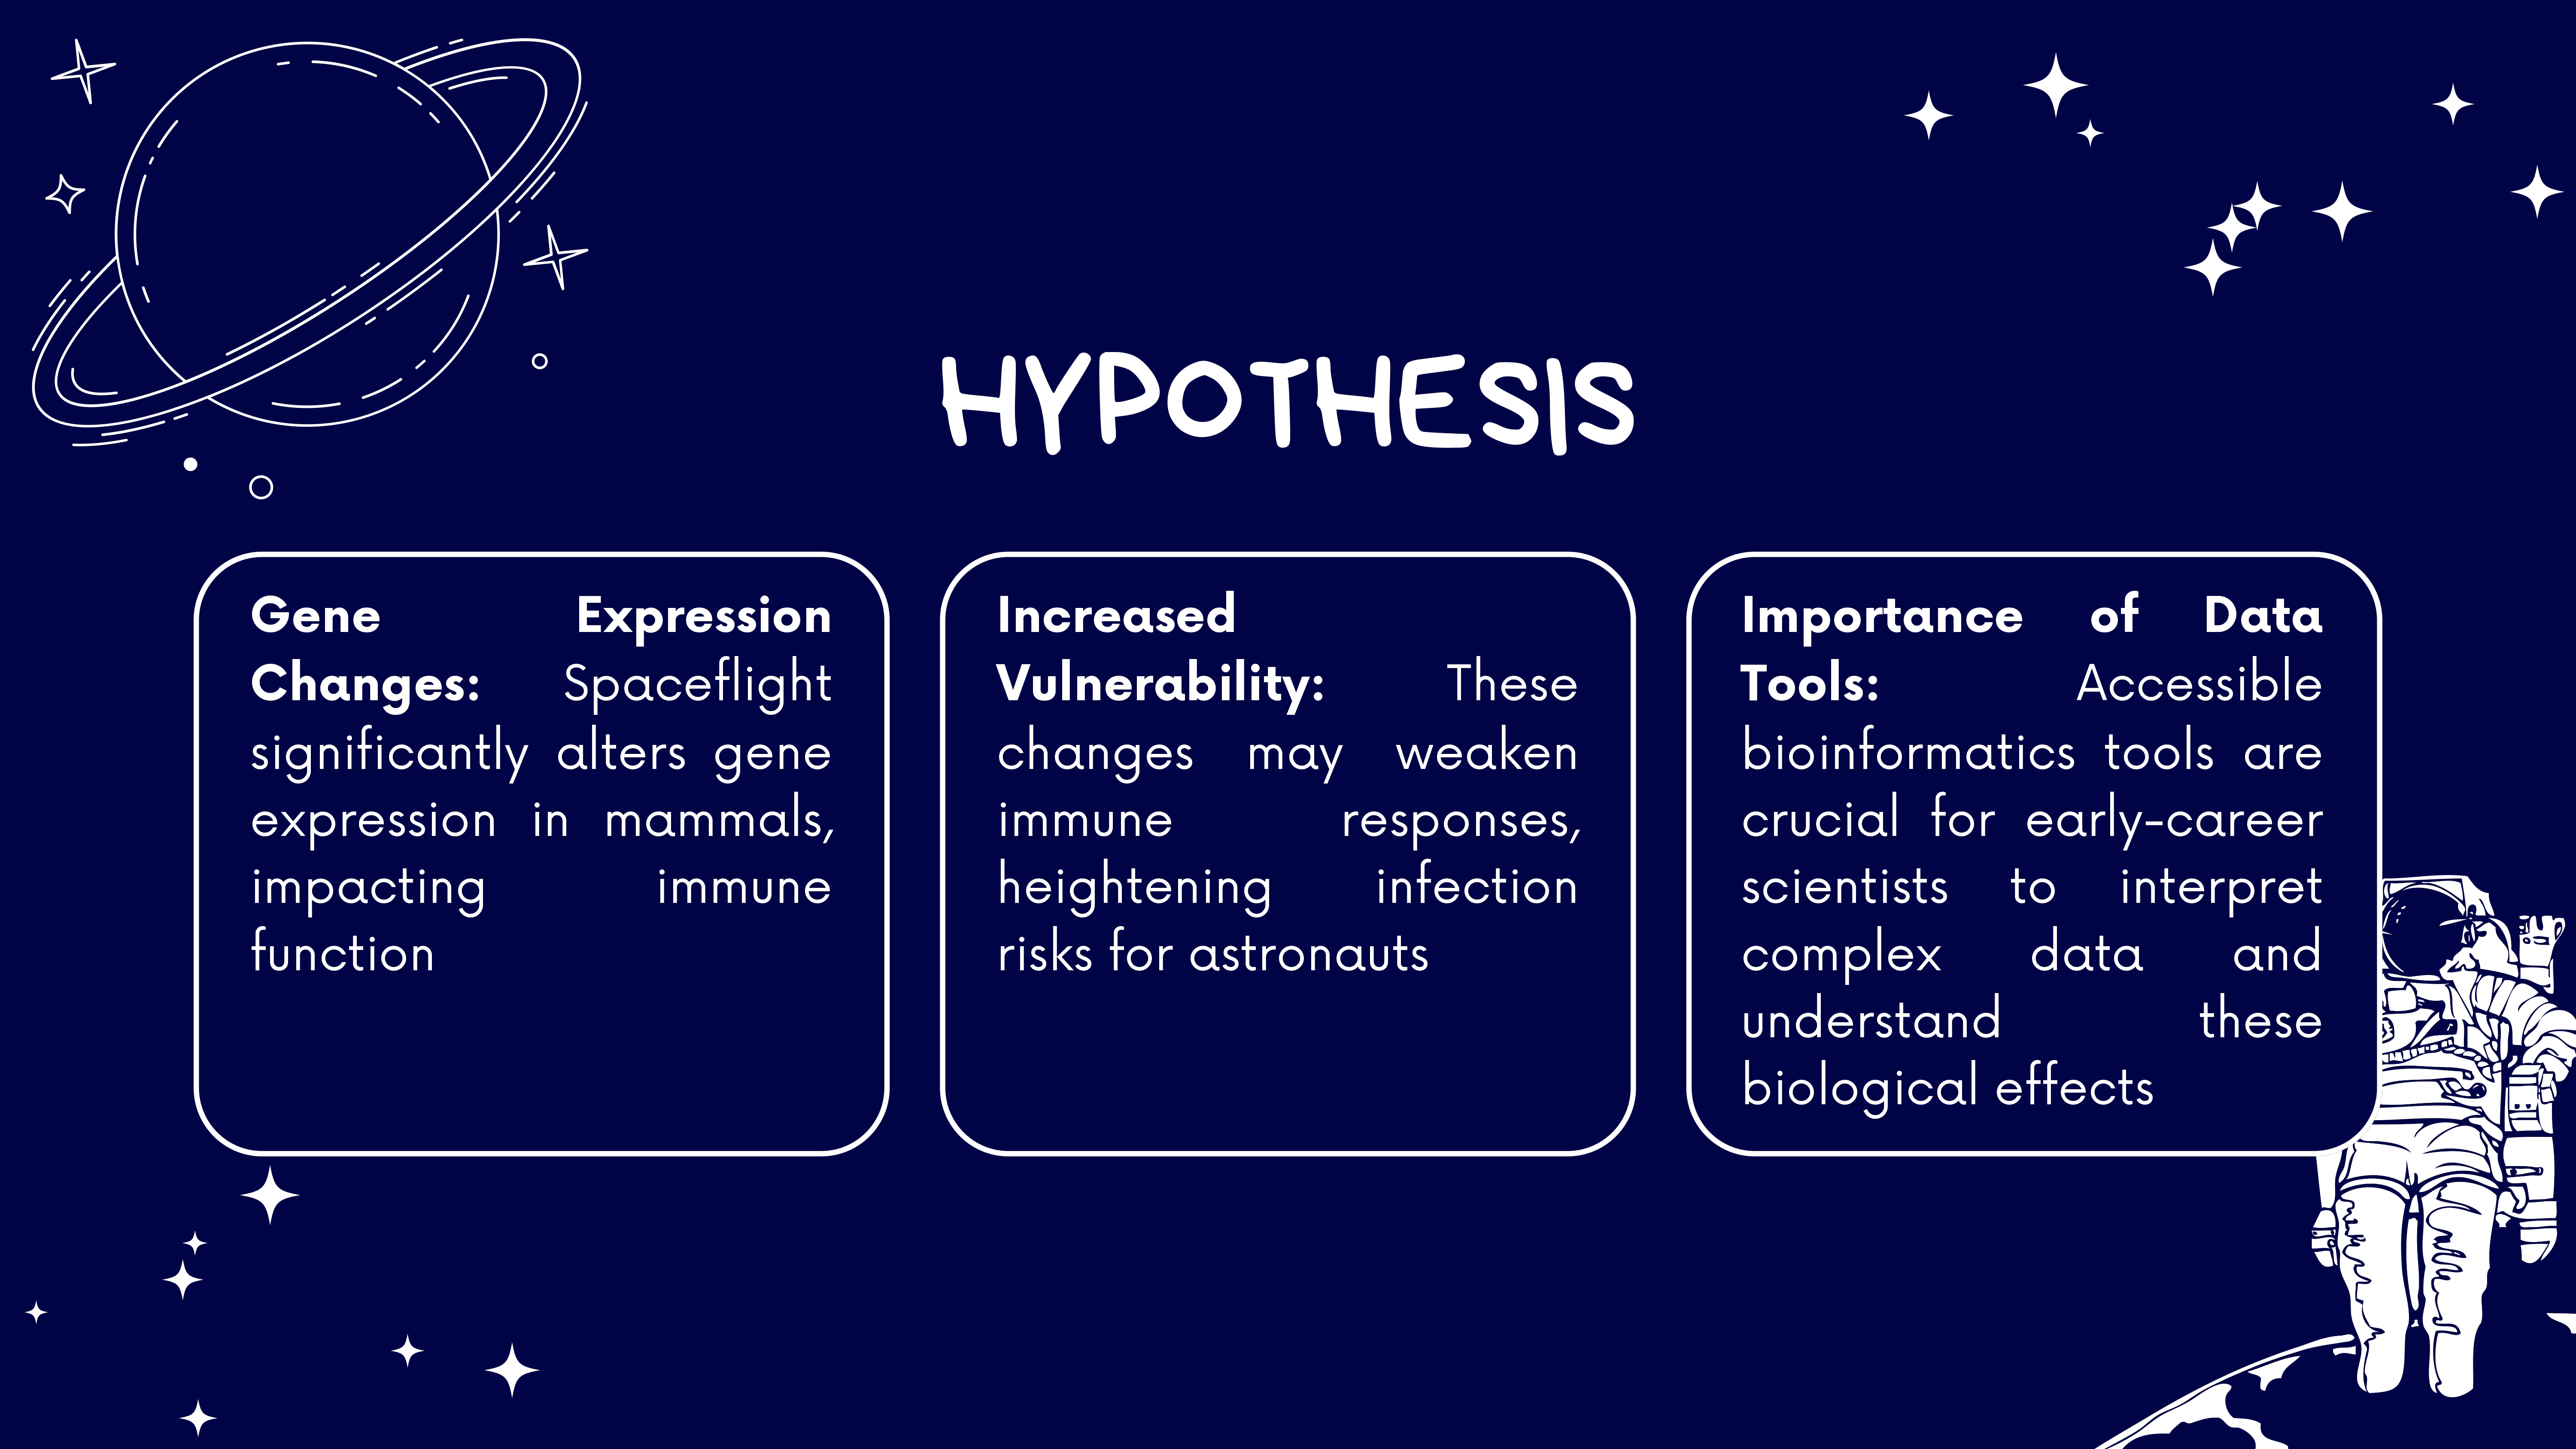 HYPOTHESIS
Gene Expression
Changes: Spaceflight
significantly alters gene
expression in mammals,
impacting immune
function
Increased
Vulnerability: These
changes may weaken
immune responses,
heightening infection
risks for astronauts
Importance of Data
Tools: Accessible
bioinformatics tools are
crucial for early-career
scientists to interpret
complex data and
understand these
biological effects